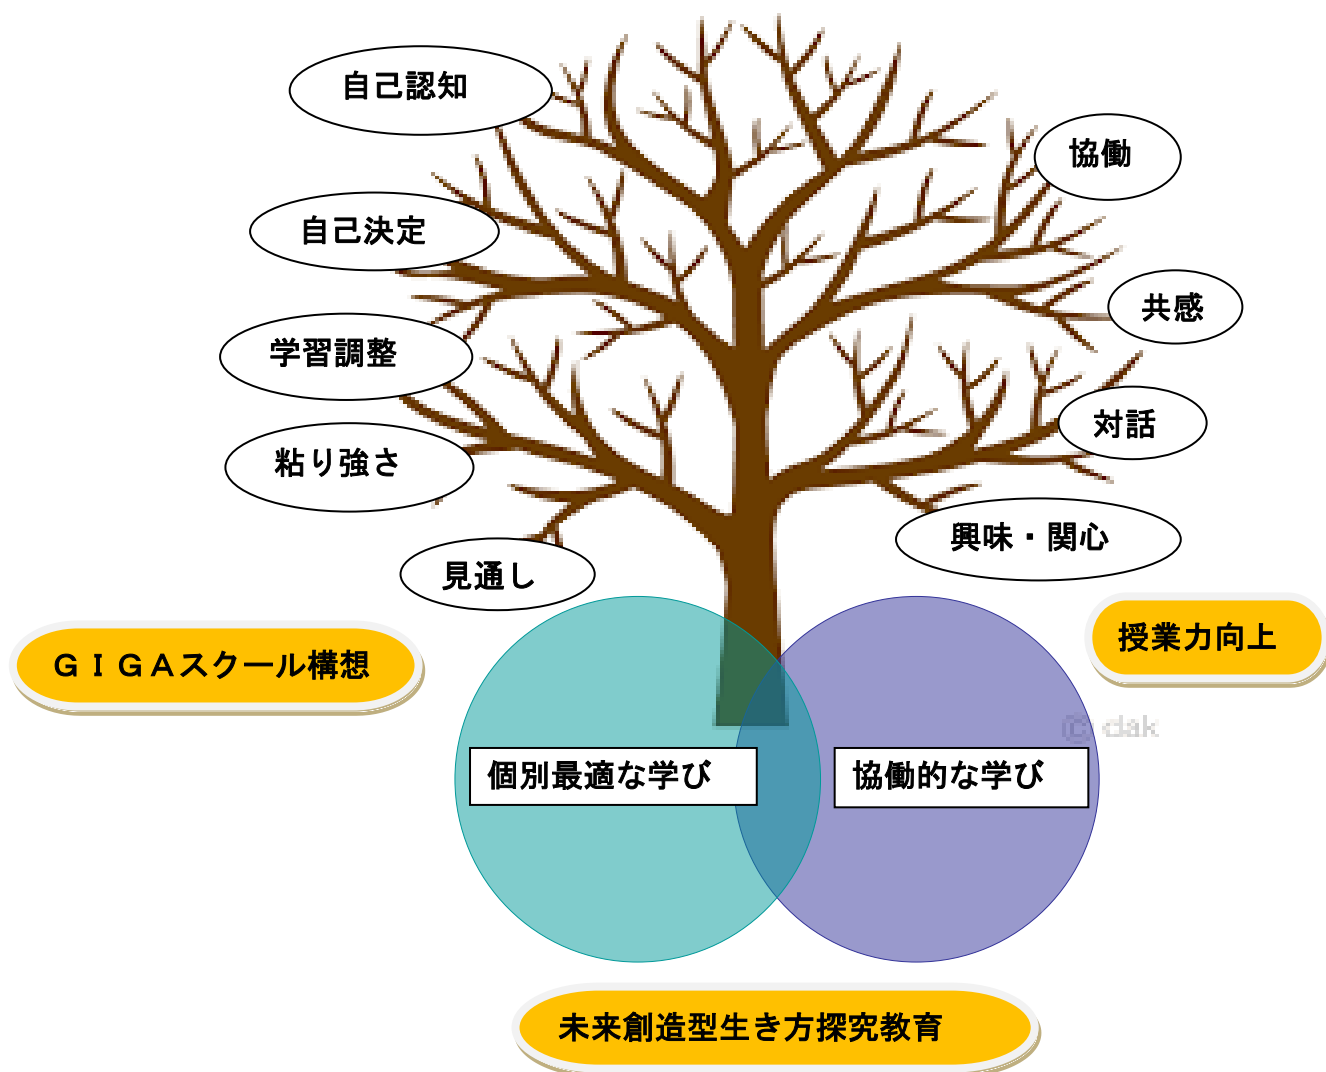 自己認知
協働
自己決定
共感
学習調整
対話
粘り強さ
興味・関心
見通し
ＧＩＧＡスクール構想
授業力向上
© clak
個別最適な学び
協働的な学び
未来創造型生き方探究教育